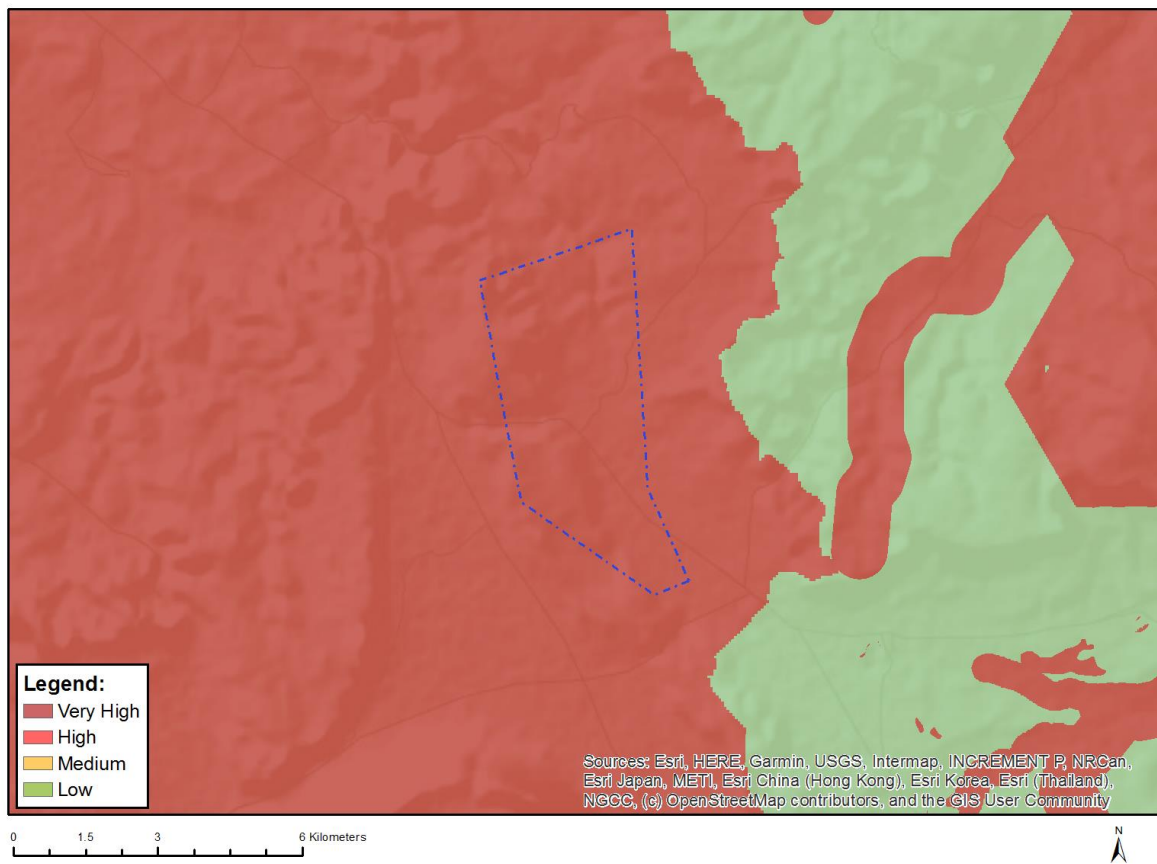 Legend:
Very High
High
Medium
Low
Sources: Esri, HERE, Garmin, USGS, Intermap, INCREMENT P, NRCan,
Esri Japan, METI, Esri China (Hong Kong), Esri Korea, Esri (Thailand),
NGCC, (c) OpenStreetMap contributors, and the GIS User Community
0 1.5 3 6 Kilometers
N